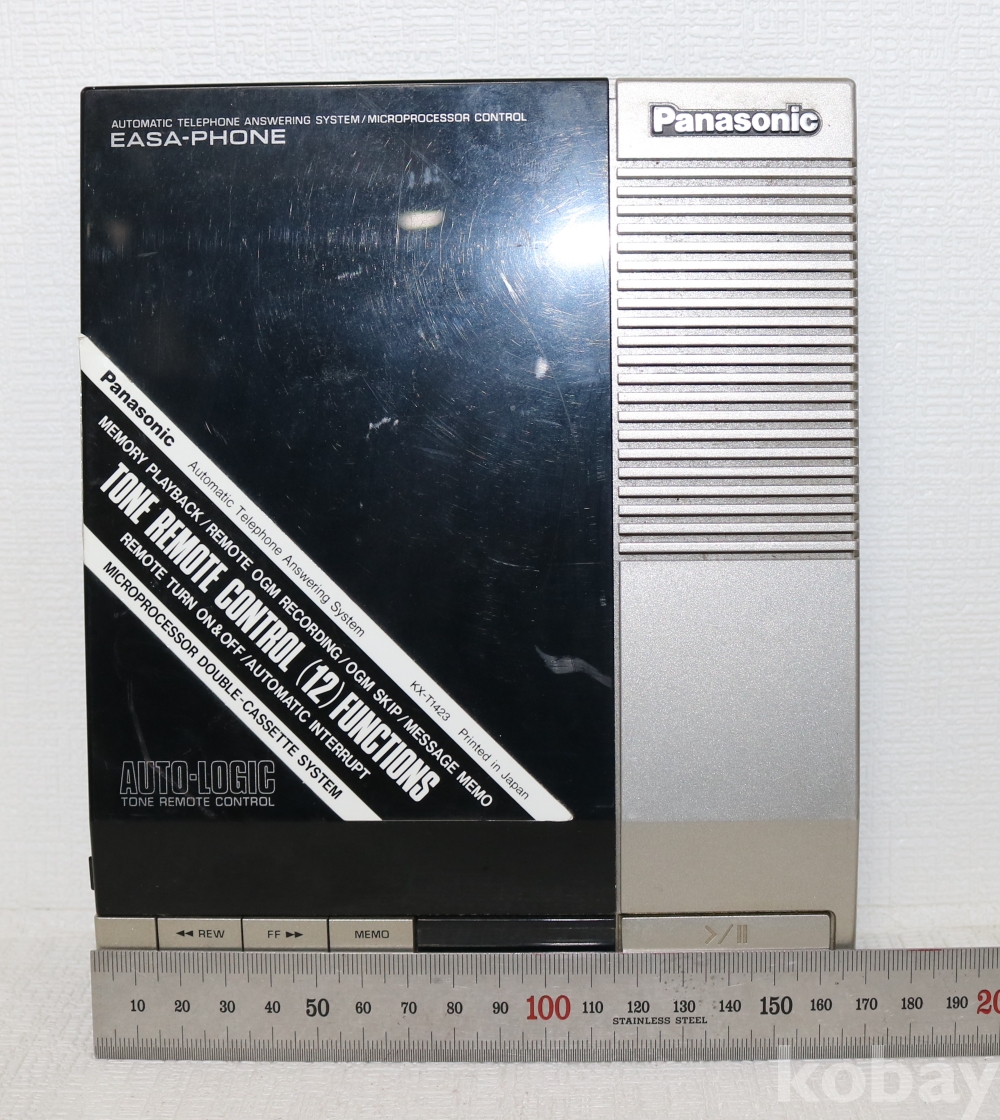 AUTOMATIC TELEPHONE ANSWERING SYSTEM/MICROPROCESSOR CONTROL
EASA-PHONE
Panasonic
Panasonic Automatic Telephone Answering System KX-T1423 Printed in Japan
MEMORY PLAYBACK/REMOTE OGM RECORDING/OGM SKIP/MESSAGE MEMO
TONE REMOTE CONTROL (12) FUNCTIONS
REMOTE TURN ON & OFF/AUTOMATIC INTERRUPT
MICROPROCESSOR DOUBLE-CASSETTE SYSTEM
AUTO-LOGIC
TONE REMOTE CONTROL
◀◀ REW FF ▶▶ MEMO >/II
10 20 30 40 50 60 70 80 90 100 110 120 130 140 150 160 170 180 190 20
STAINLESS STEEL
kobay